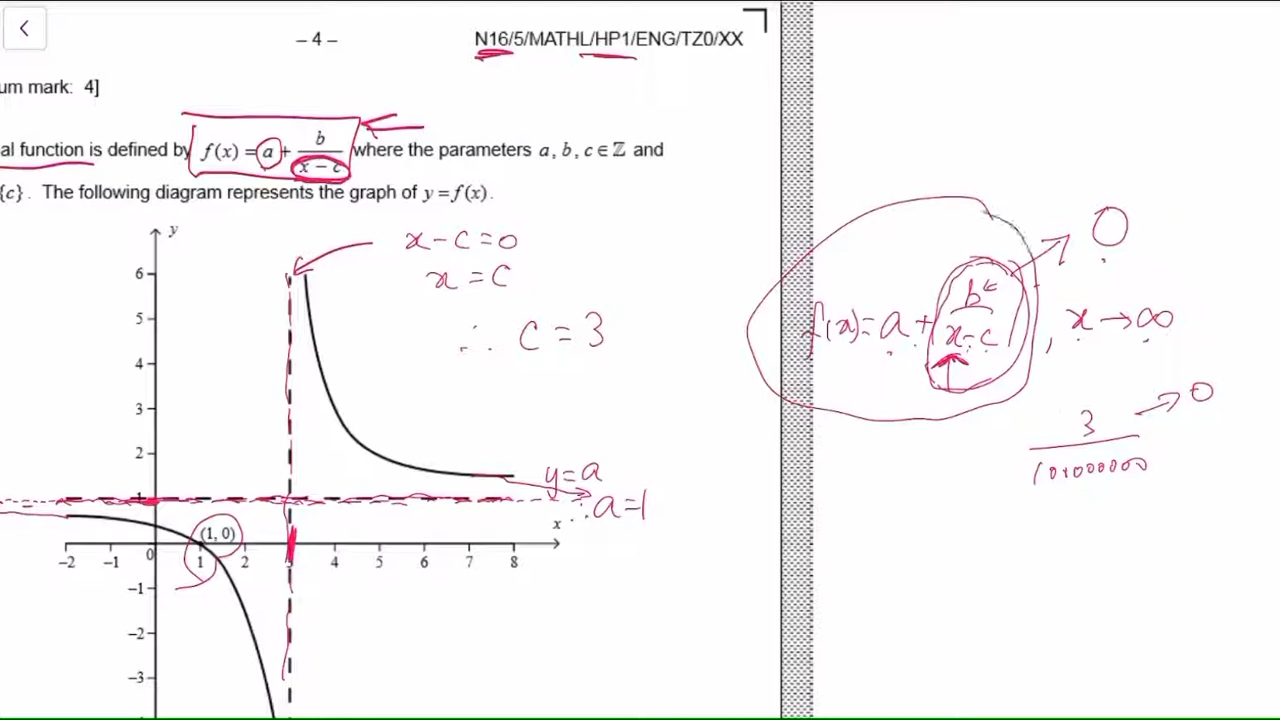 – 4 –
N16/5/MATHL/HP1/ENG/TZ0/XX
um mark: 4]
al function is defined by f(x) = a + b/(x − c) where the parameters a, b, c ∈ ℤ and
{c}. The following diagram represents the graph of y = f(x).
y
x − c = 0
x = c
∴ c = 3
6
5
4
3
2
1
y = a
∴ a = 1
(1, 0)
x
−2 −1 0 1 2 4 5 6 7 8
−1
−2
−3
0
f(x) = a + b/(x − c), x → ∞
3/101000000 → 0